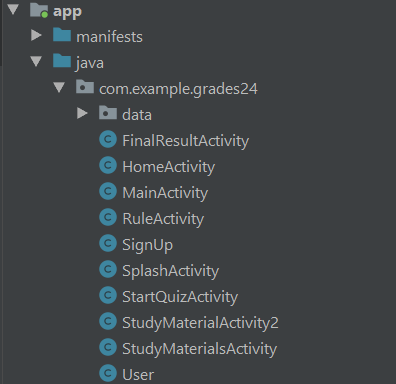 app
manifests
java
com.example.grades24
data
FinalResultActivity
HomeActivity
MainActivity
RuleActivity
SignUp
SplashActivity
StartQuizActivity
StudyMaterialActivity2
StudyMaterialsActivity
User